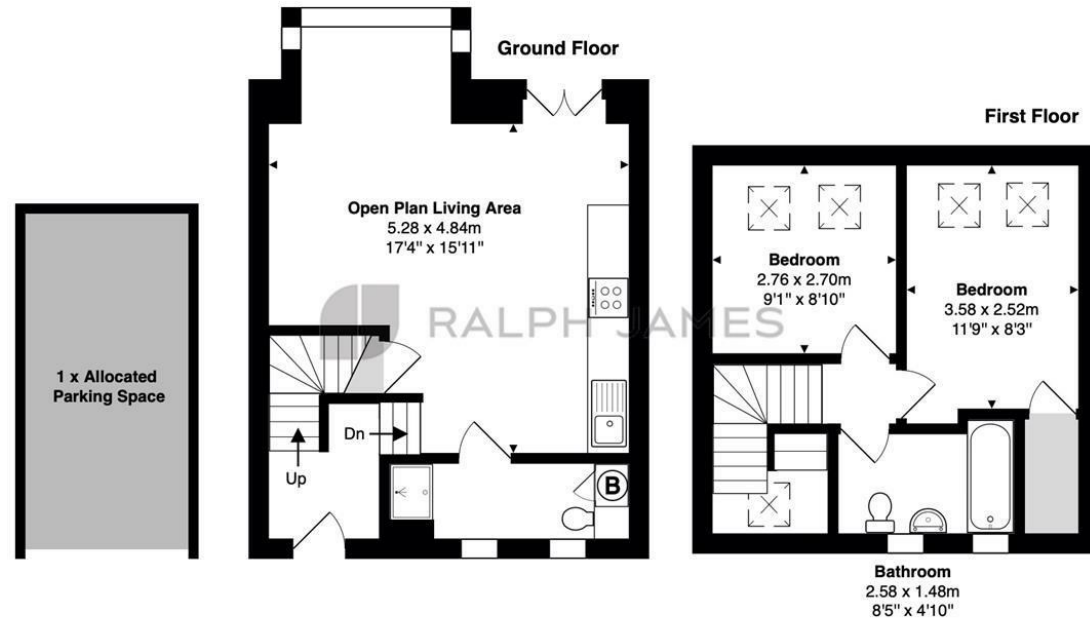 Ground Floor
First Floor
Open Plan Living Area
5.28 x 4.84m
17'4" x 15'11"
Bedroom
2.76 x 2.70m
9'1" x 8'10"
Bedroom
3.58 x 2.52m
11'9" x 8'3"
RALPH JAMES
1 x Allocated
Parking Space
Dn
Up
B
Bathroom
2.58 x 1.48m
8'5" x 4'10"